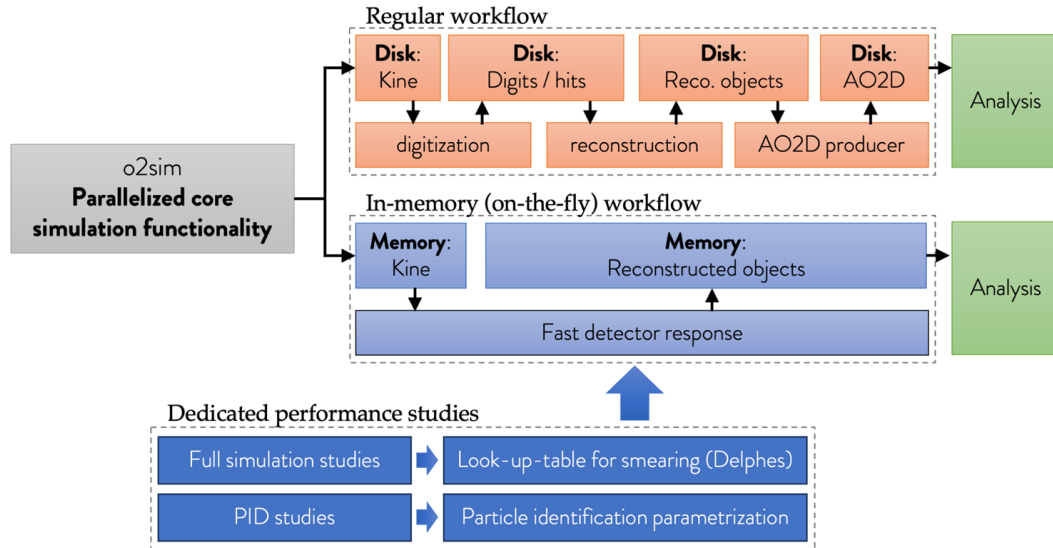 Regular workflow
Disk:
Kine
Disk:
Digits / hits
Disk:
Reco. objects
Disk:
AO2D
digitization
reconstruction
AO2D producer
Analysis
o2sim
Parallelized core
simulation functionality
In-memory (on-the-fly) workflow
Memory:
Kine
Memory:
Reconstructed objects
Fast detector response
Analysis
Dedicated performance studies
Full simulation studies
Look-up-table for smearing (Delphes)
PID studies
Particle identification parametrization